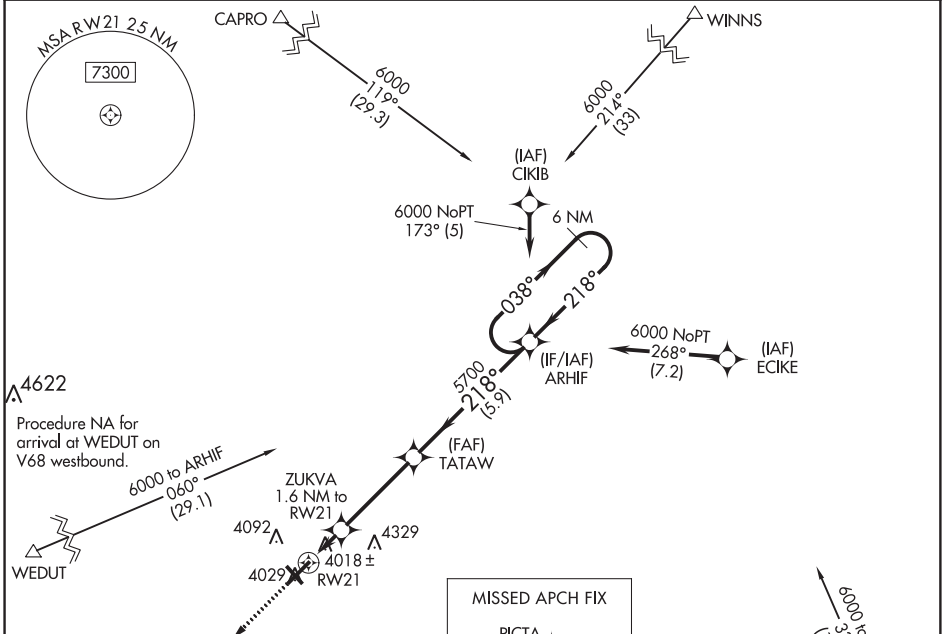 MSA RW21 25 NM
7300
CAPRO
WINNS
6000
119°
(29.3)
6000
214°
(33)
(IAF)
CIKIB
6000 NoPT
173° (5)
6 NM
038°
218°
6000 NoPT
268°
(7.2)
(IAF)
ECIKE
(IF/IAF)
ARHIF
5700
218°
(5.9)
4622
Procedure NA for
arrival at WEDUT on
V68 westbound.
(FAF)
TATAW
6000 to ARHIF
060°
(29.1)
ZUKVA
1.6 NM to
RW21
4092
4329
4018 ±
WEDUT
4029
RW21
MISSED APCH FIX
6000 to